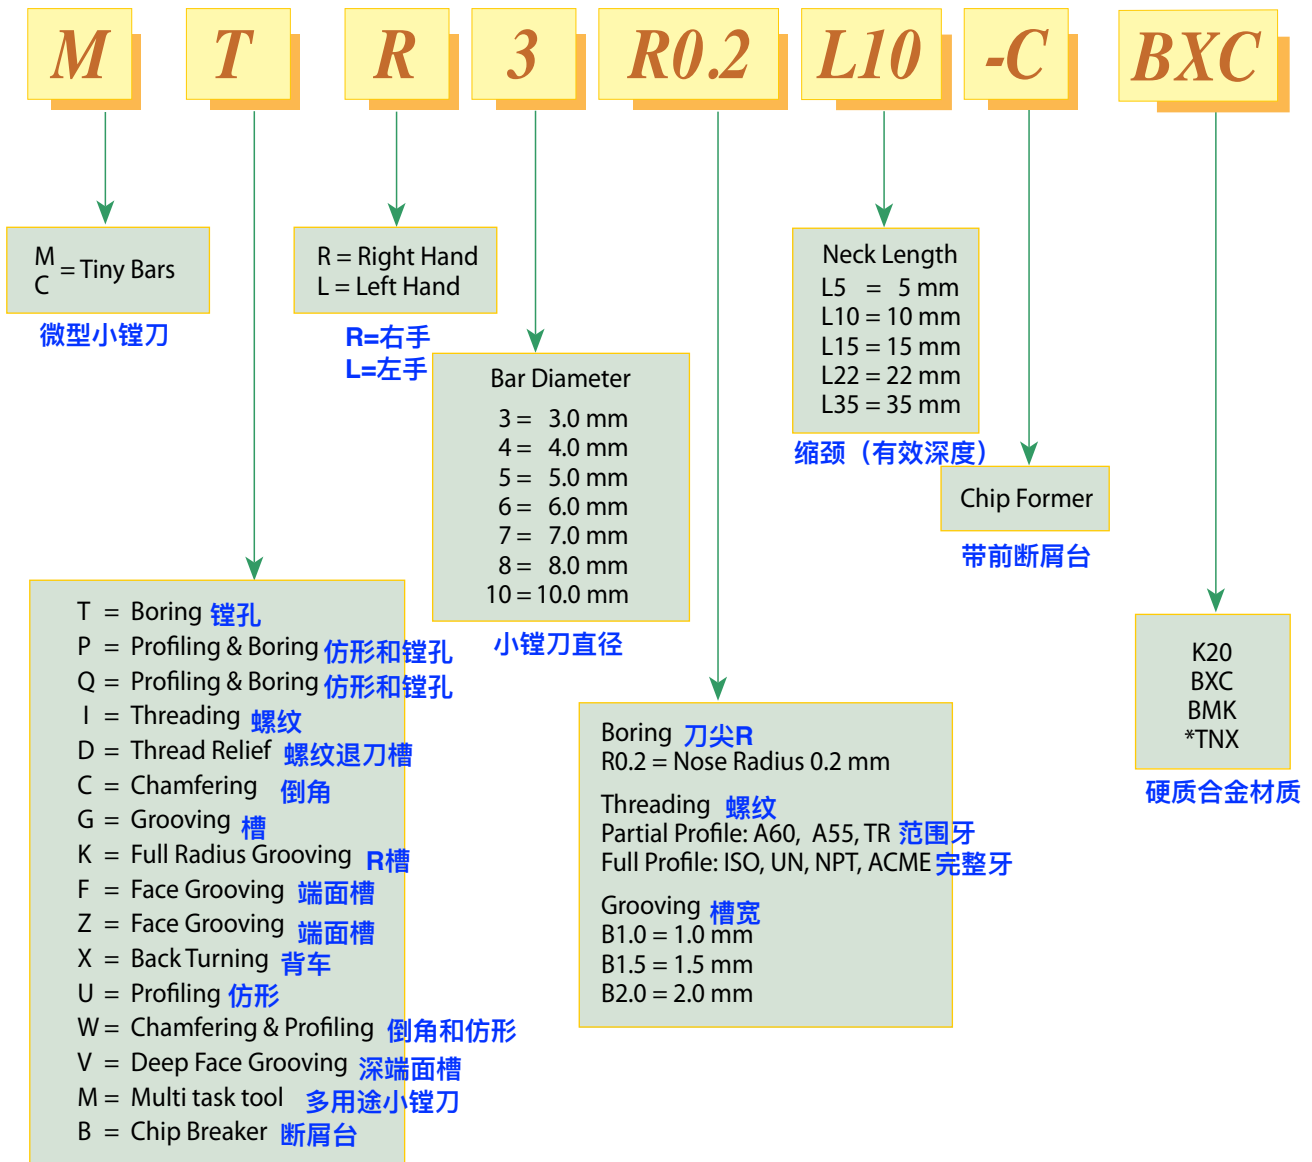 M T R 3 R0.2 L10 -C BXC
M
C = Tiny Bars
微型小镗刀
R = Right Hand
L = Left Hand
R=右手
L=左手
Bar Diameter
3 = 3.0 mm
4 = 4.0 mm
5 = 5.0 mm
6 = 6.0 mm
7 = 7.0 mm
8 = 8.0 mm
10 = 10.0 mm
小镗刀直径
Neck Length
L5 = 5 mm
L10 = 10 mm
L15 = 15 mm
L22 = 22 mm
L35 = 35 mm
缩颈（有效深度）
Chip Former
带前断屑台
T = Boring 镗孔
P = Profiling & Boring 仿形和镗孔
Q = Profiling & Boring 仿形和镗孔
I = Threading 螺纹
D = Thread Relief 螺纹退刀槽
C = Chamfering 倒角
G = Grooving 槽
K = Full Radius Grooving R槽
F = Face Grooving 端面槽
Z = Face Grooving 端面槽
X = Back Turning 背车
U = Profiling 仿形
W = Chamfering & Profiling 倒角和仿形
V = Deep Face Grooving 深端面槽
M = Multi task tool 多用途小镗刀
B = Chip Breaker 断屑台
Boring 刀尖R
R0.2 = Nose Radius 0.2 mm
Threading 螺纹
Partial Profile: A60, A55, TR 范围牙
Full Profile: ISO, UN, NPT, ACME 完整牙
Grooving 槽宽
B1.0 = 1.0 mm
B1.5 = 1.5 mm
B2.0 = 2.0 mm
K20
BXC
BMK
*TNX
硬质合金材质